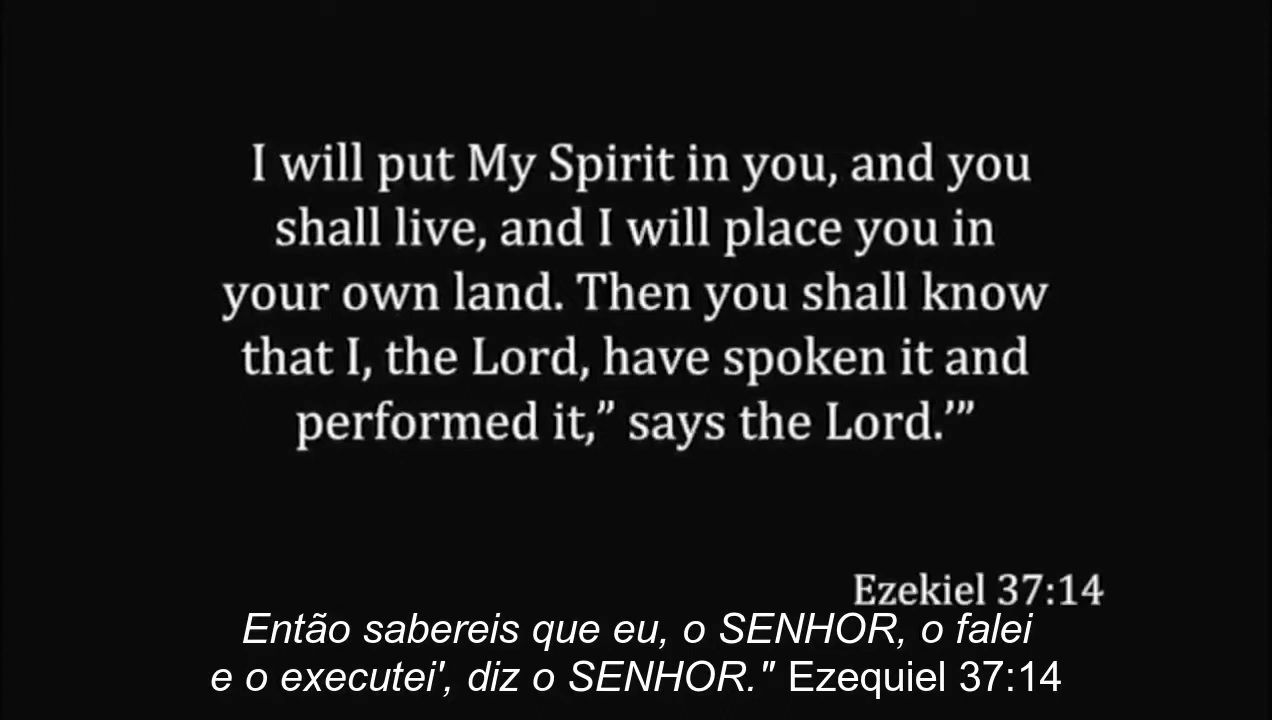 I will put My Spirit in you, and you
shall live, and I will place you in
your own land. Then you shall know
that I, the Lord, have spoken it and
performed it,” says the Lord.’”
Ezekiel 37:14
Então sabereis que eu, o SENHOR, o falei
e o executei', diz o SENHOR." Ezequiel 37:14